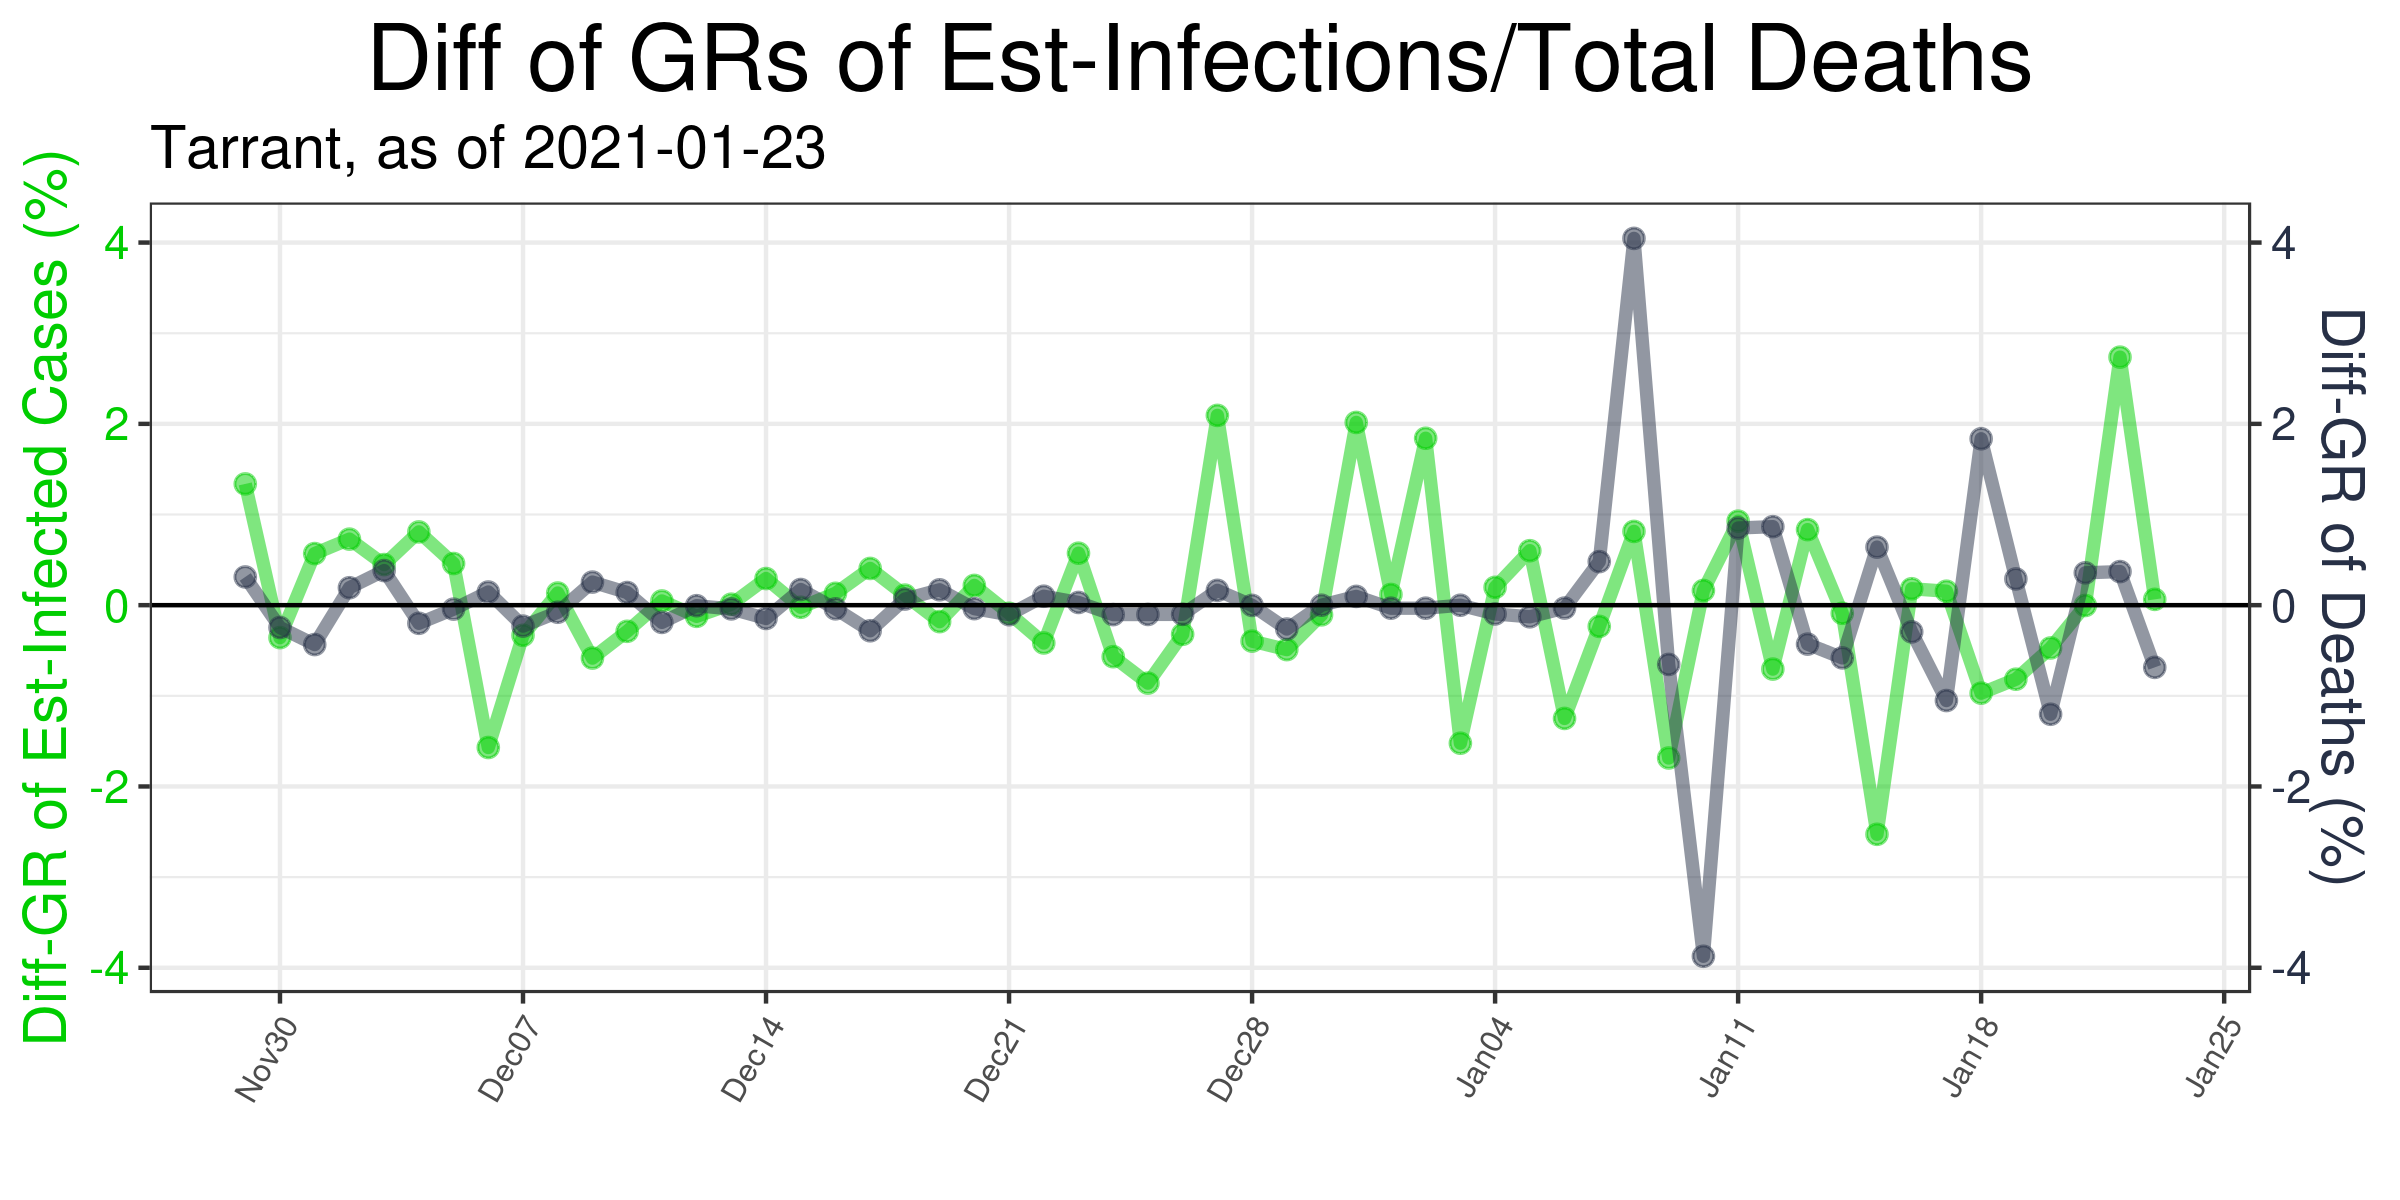 Diff of GRs of Est-Infections/Total Deaths
Tarrant, as of 2021-01-23
Diff-GR of Est-Infected Cases (%)
4
2
0
-2
-4
4
2
0
-2
-4
Diff-GR of Deaths (%)
Nov30
Dec07
Dec14
Dec21
Dec28
Jan04
Jan11
Jan18
Jan25